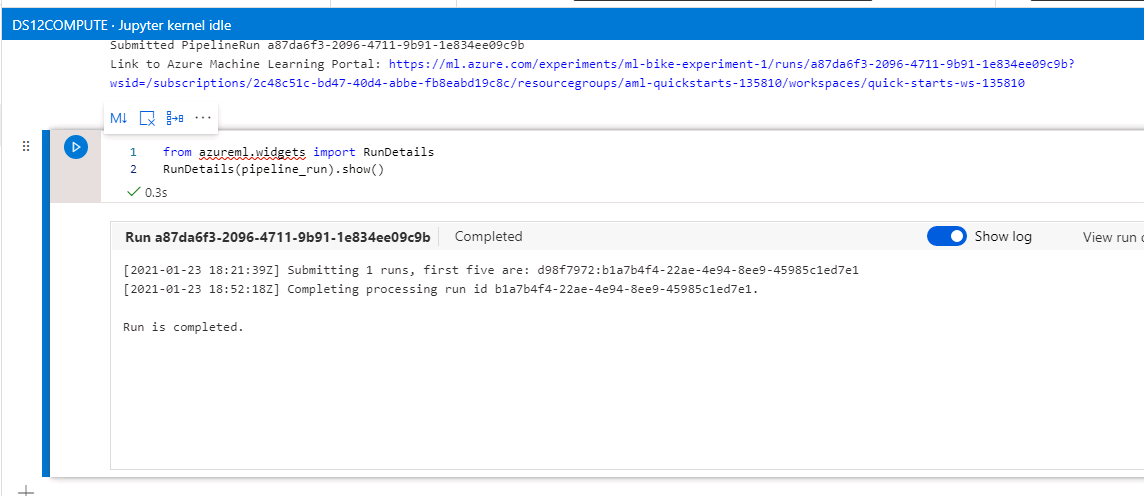 DS12COMPUTE · Jupyter kernel idle
Submitted PipelineRun a87da6f3-2096-4711-9b91-1e834ee09c9b
Link to Azure Machine Learning Portal: https://ml.azure.com/experiments/ml-bike-experiment-1/runs/a87da6f3-2096-4711-9b91-1e834ee09c9b?
wsid=/subscriptions/2c48c51c-bd47-40d4-abbe-fb8eabd19c8c/resourcegroups/aml-quickstarts-135810/workspaces/quick-starts-ws-135810
M↓
1 from azureml.widgets import RunDetails
2 RunDetails(pipeline_run).show()
0.3s
Run a87da6f3-2096-4711-9b91-1e834ee09c9b Completed Show log View run
[2021-01-23 18:21:39Z] Submitting 1 runs, first five are: d98f7972:b1a7b4f4-22ae-4e94-8ee9-45985c1ed7e1
[2021-01-23 18:52:18Z] Completing processing run id b1a7b4f4-22ae-4e94-8ee9-45985c1ed7e1.
Run is completed.